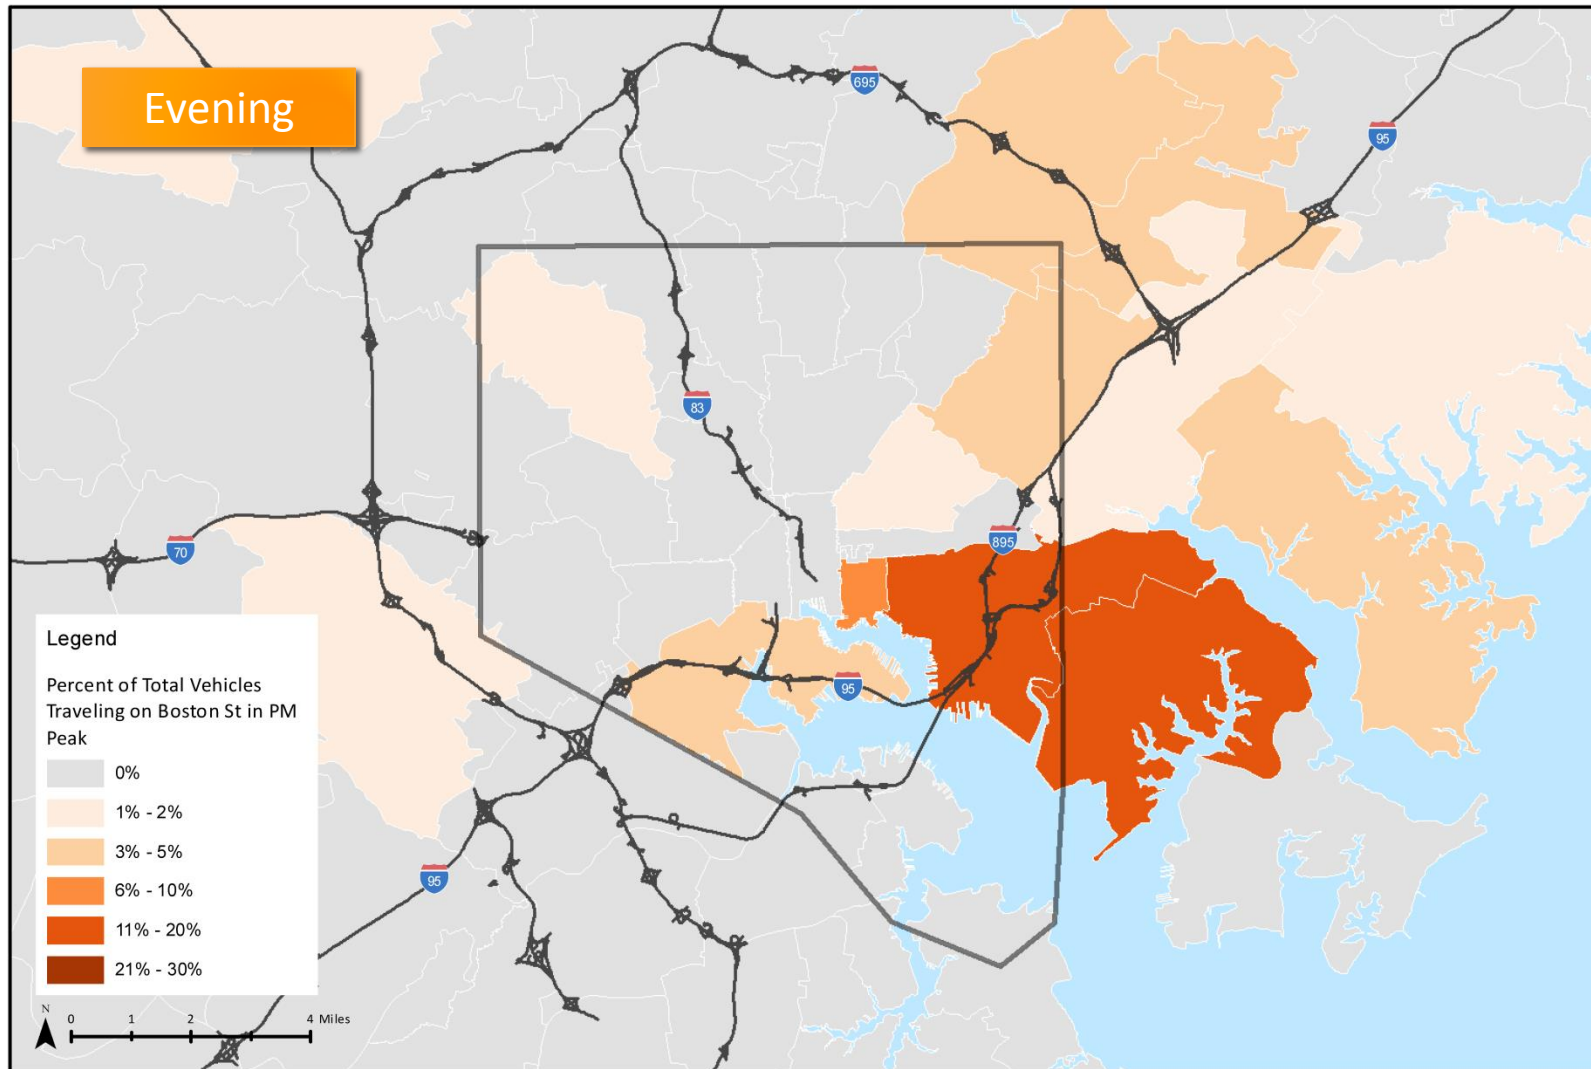 Evening
695
95
83
895
70
95
95
Legend
Percent of Total Vehicles
Traveling on Boston St in PM
Peak
0%
1% - 2%
3% - 5%
6% - 10%
11% - 20%
21% - 30%
N
0 1 2 4 Miles